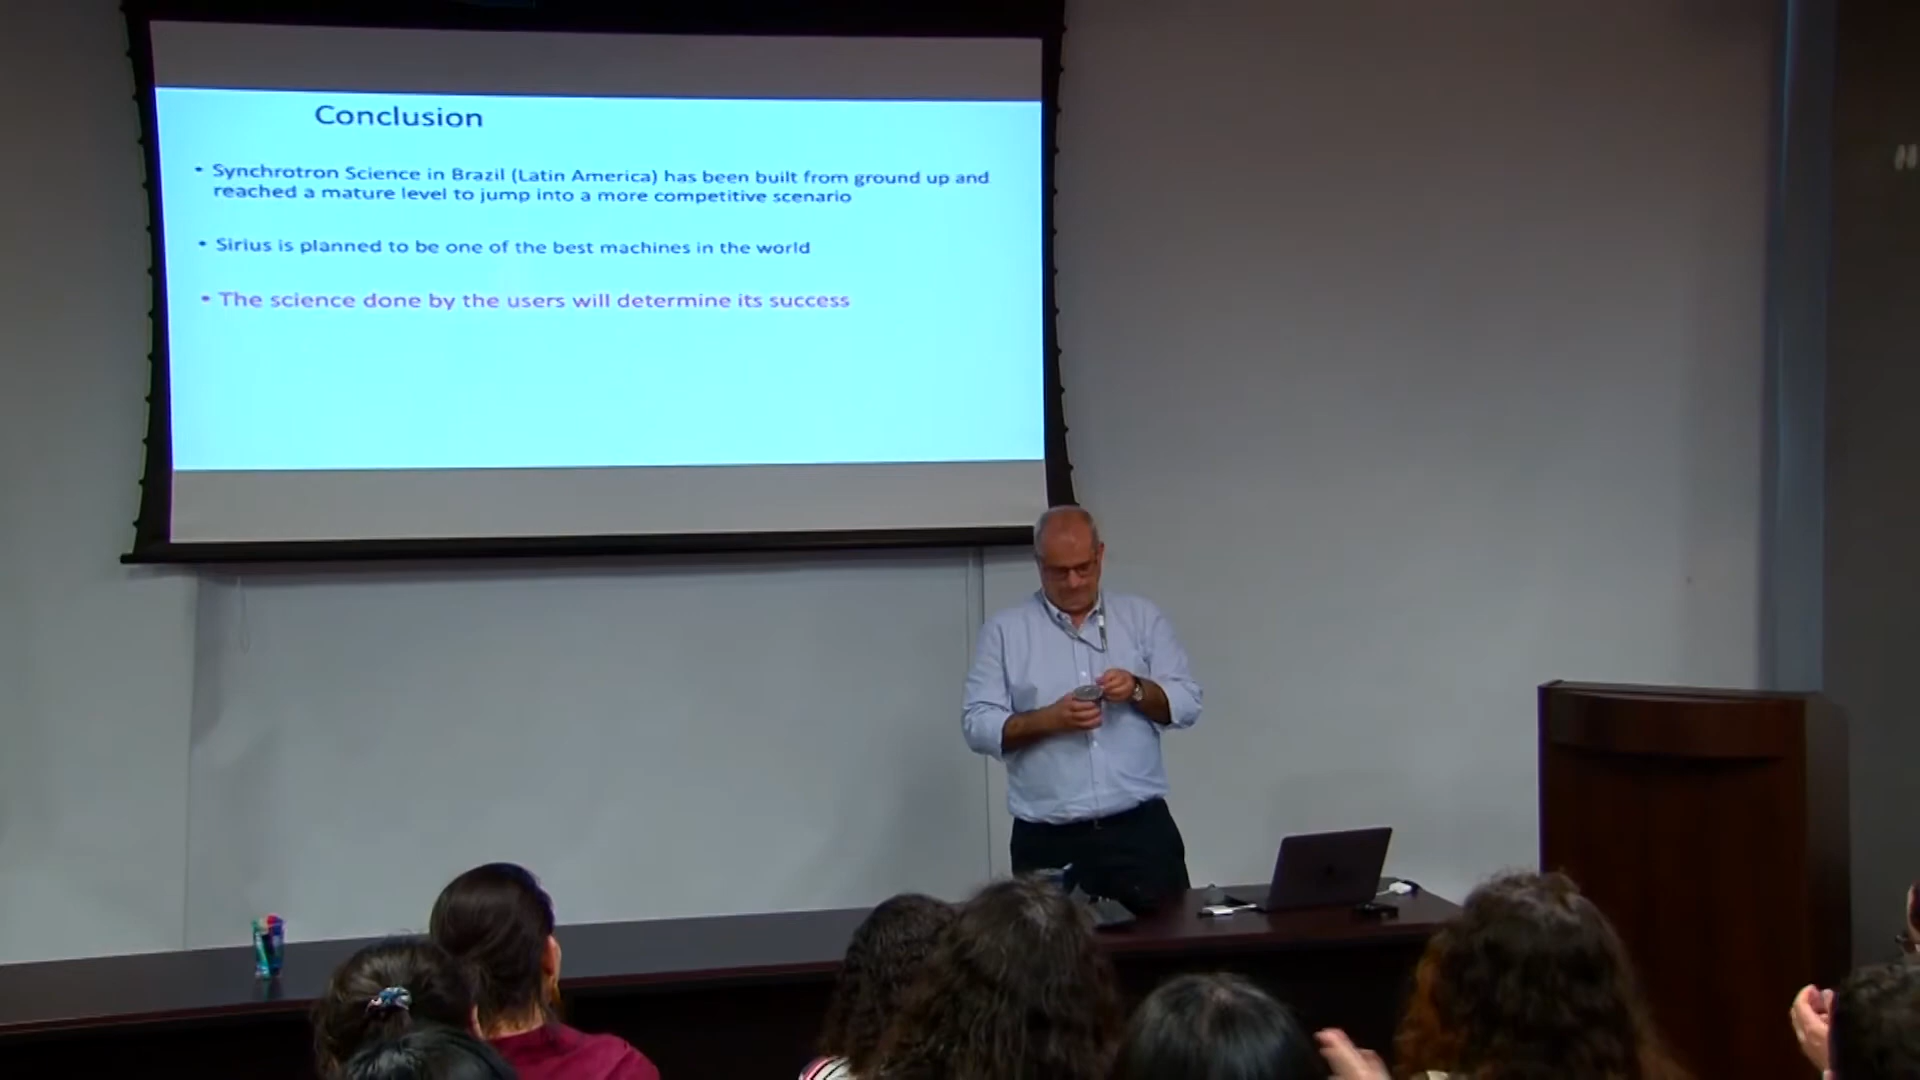 Conclusion
• Synchrotron Science in Brazil (Latin America) has been built from ground up and
reached a mature level to jump into a more competitive scenario
• Sirius is planned to be one of the best machines in the world
• The science done by the users will determine its success